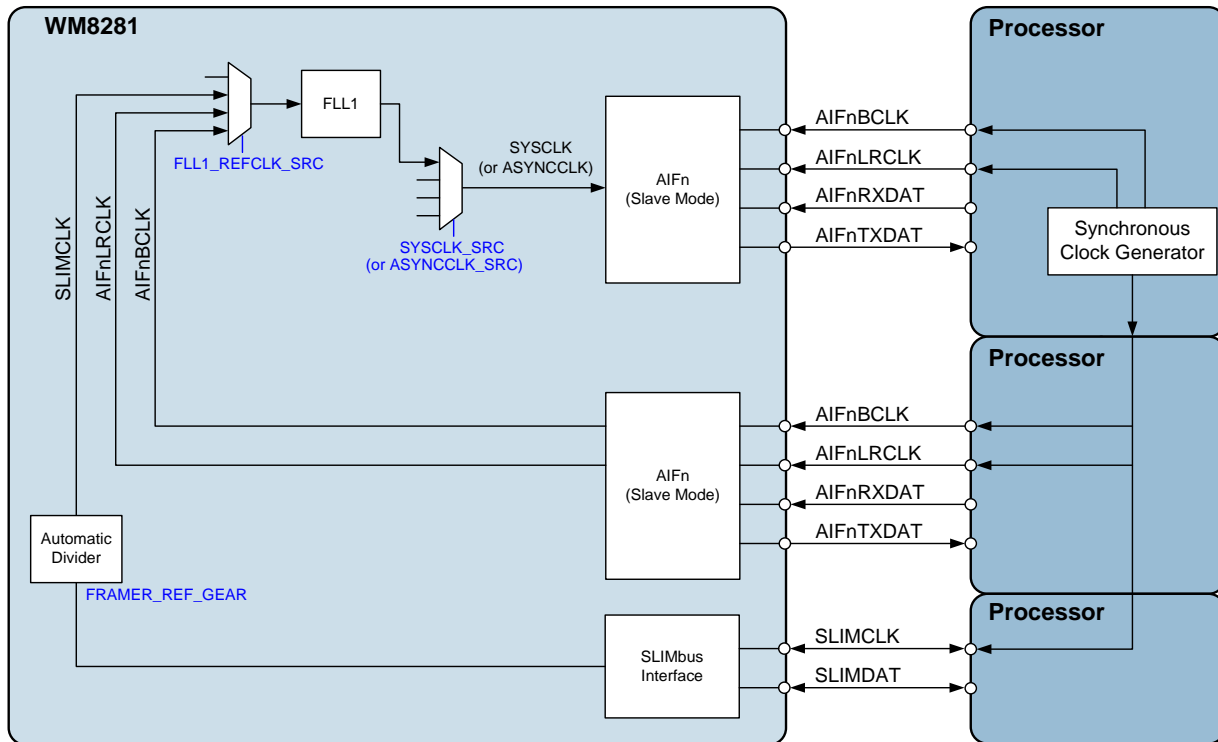 WM8281
Processor
FLL1
FLL1_REFCLK_SRC
SYSCLK
(or ASYNCCLK)
SYSCLK_SRC
(or ASYNCCLK_SRC)
AIFn
(Slave Mode)
AIFnBCLK
AIFnLRCLK
AIFnRXDAT
AIFnTXDAT
Synchronous
Clock Generator
SLIMCLK
AIFnLRCLK
AIFnBCLK
Processor
AIFn
(Slave Mode)
AIFnBCLK
AIFnLRCLK
AIFnRXDAT
AIFnTXDAT
Automatic
Divider
FRAMER_REF_GEAR
Processor
SLIMbus
Interface
SLIMCLK
SLIMDAT